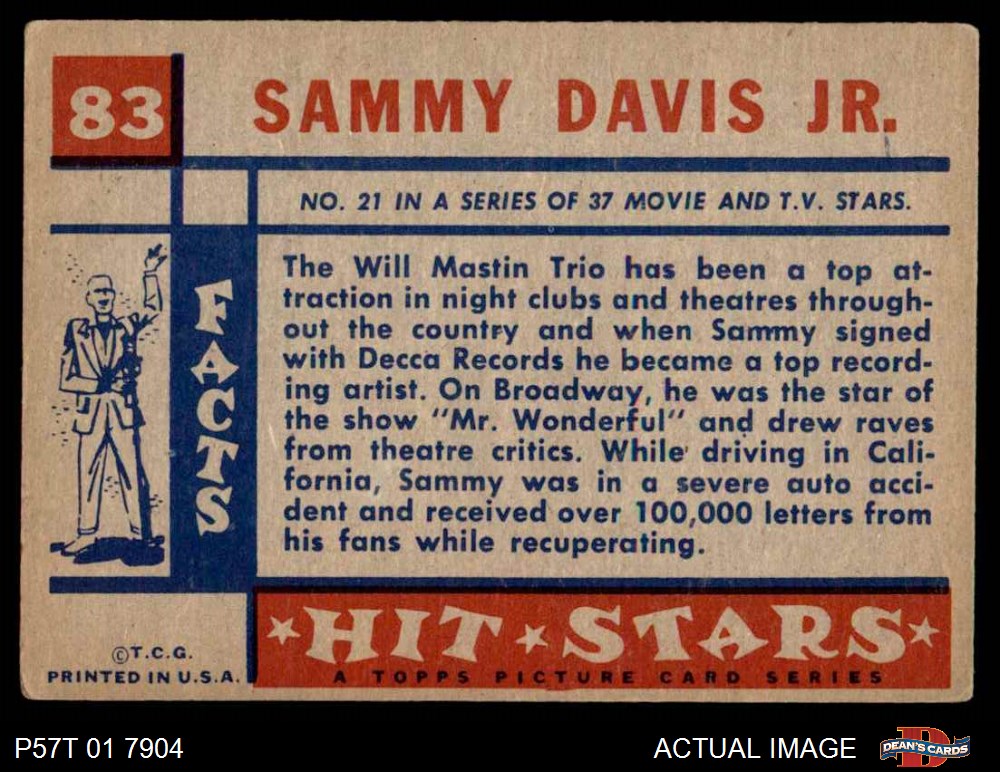 83
SAMMY DAVIS JR.
NO. 21 IN A SERIES OF 37 MOVIE AND T.V. STARS.
FACTS
The Will Mastin Trio has been a top at-
traction in night clubs and theatres through-
out the country and when Sammy signed
with Decca Records he became a top record-
ing artist. On Broadway, he was the star of
the show "Mr. Wonderful" and drew raves
from theatre critics. While driving in Cali-
fornia, Sammy was in a severe auto acci-
dent and received over 100,000 letters from
his fans while recuperating.
©T.C.G.
PRINTED IN U.S.A.
HIT STARS
A TOPPS PICTURE CARD SERIES
P57T 01 7904
ACTUAL IMAGE
D
DEAN'S CARDS